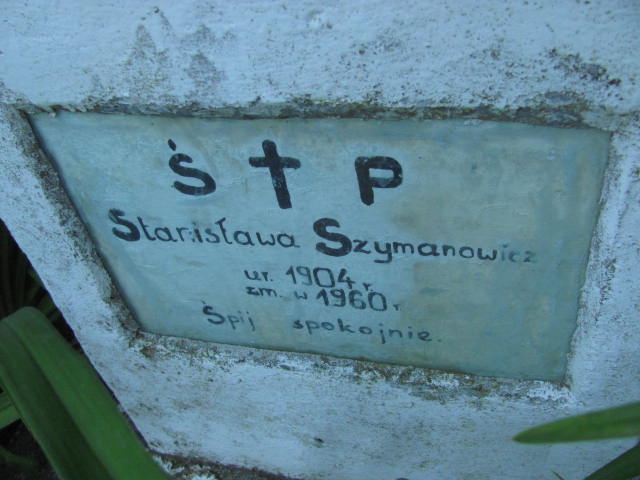 Ś † P
Stanisława Szymanowicz
ur. 1904 r.
zm. w 1960 r.
Śpij spokojnie.